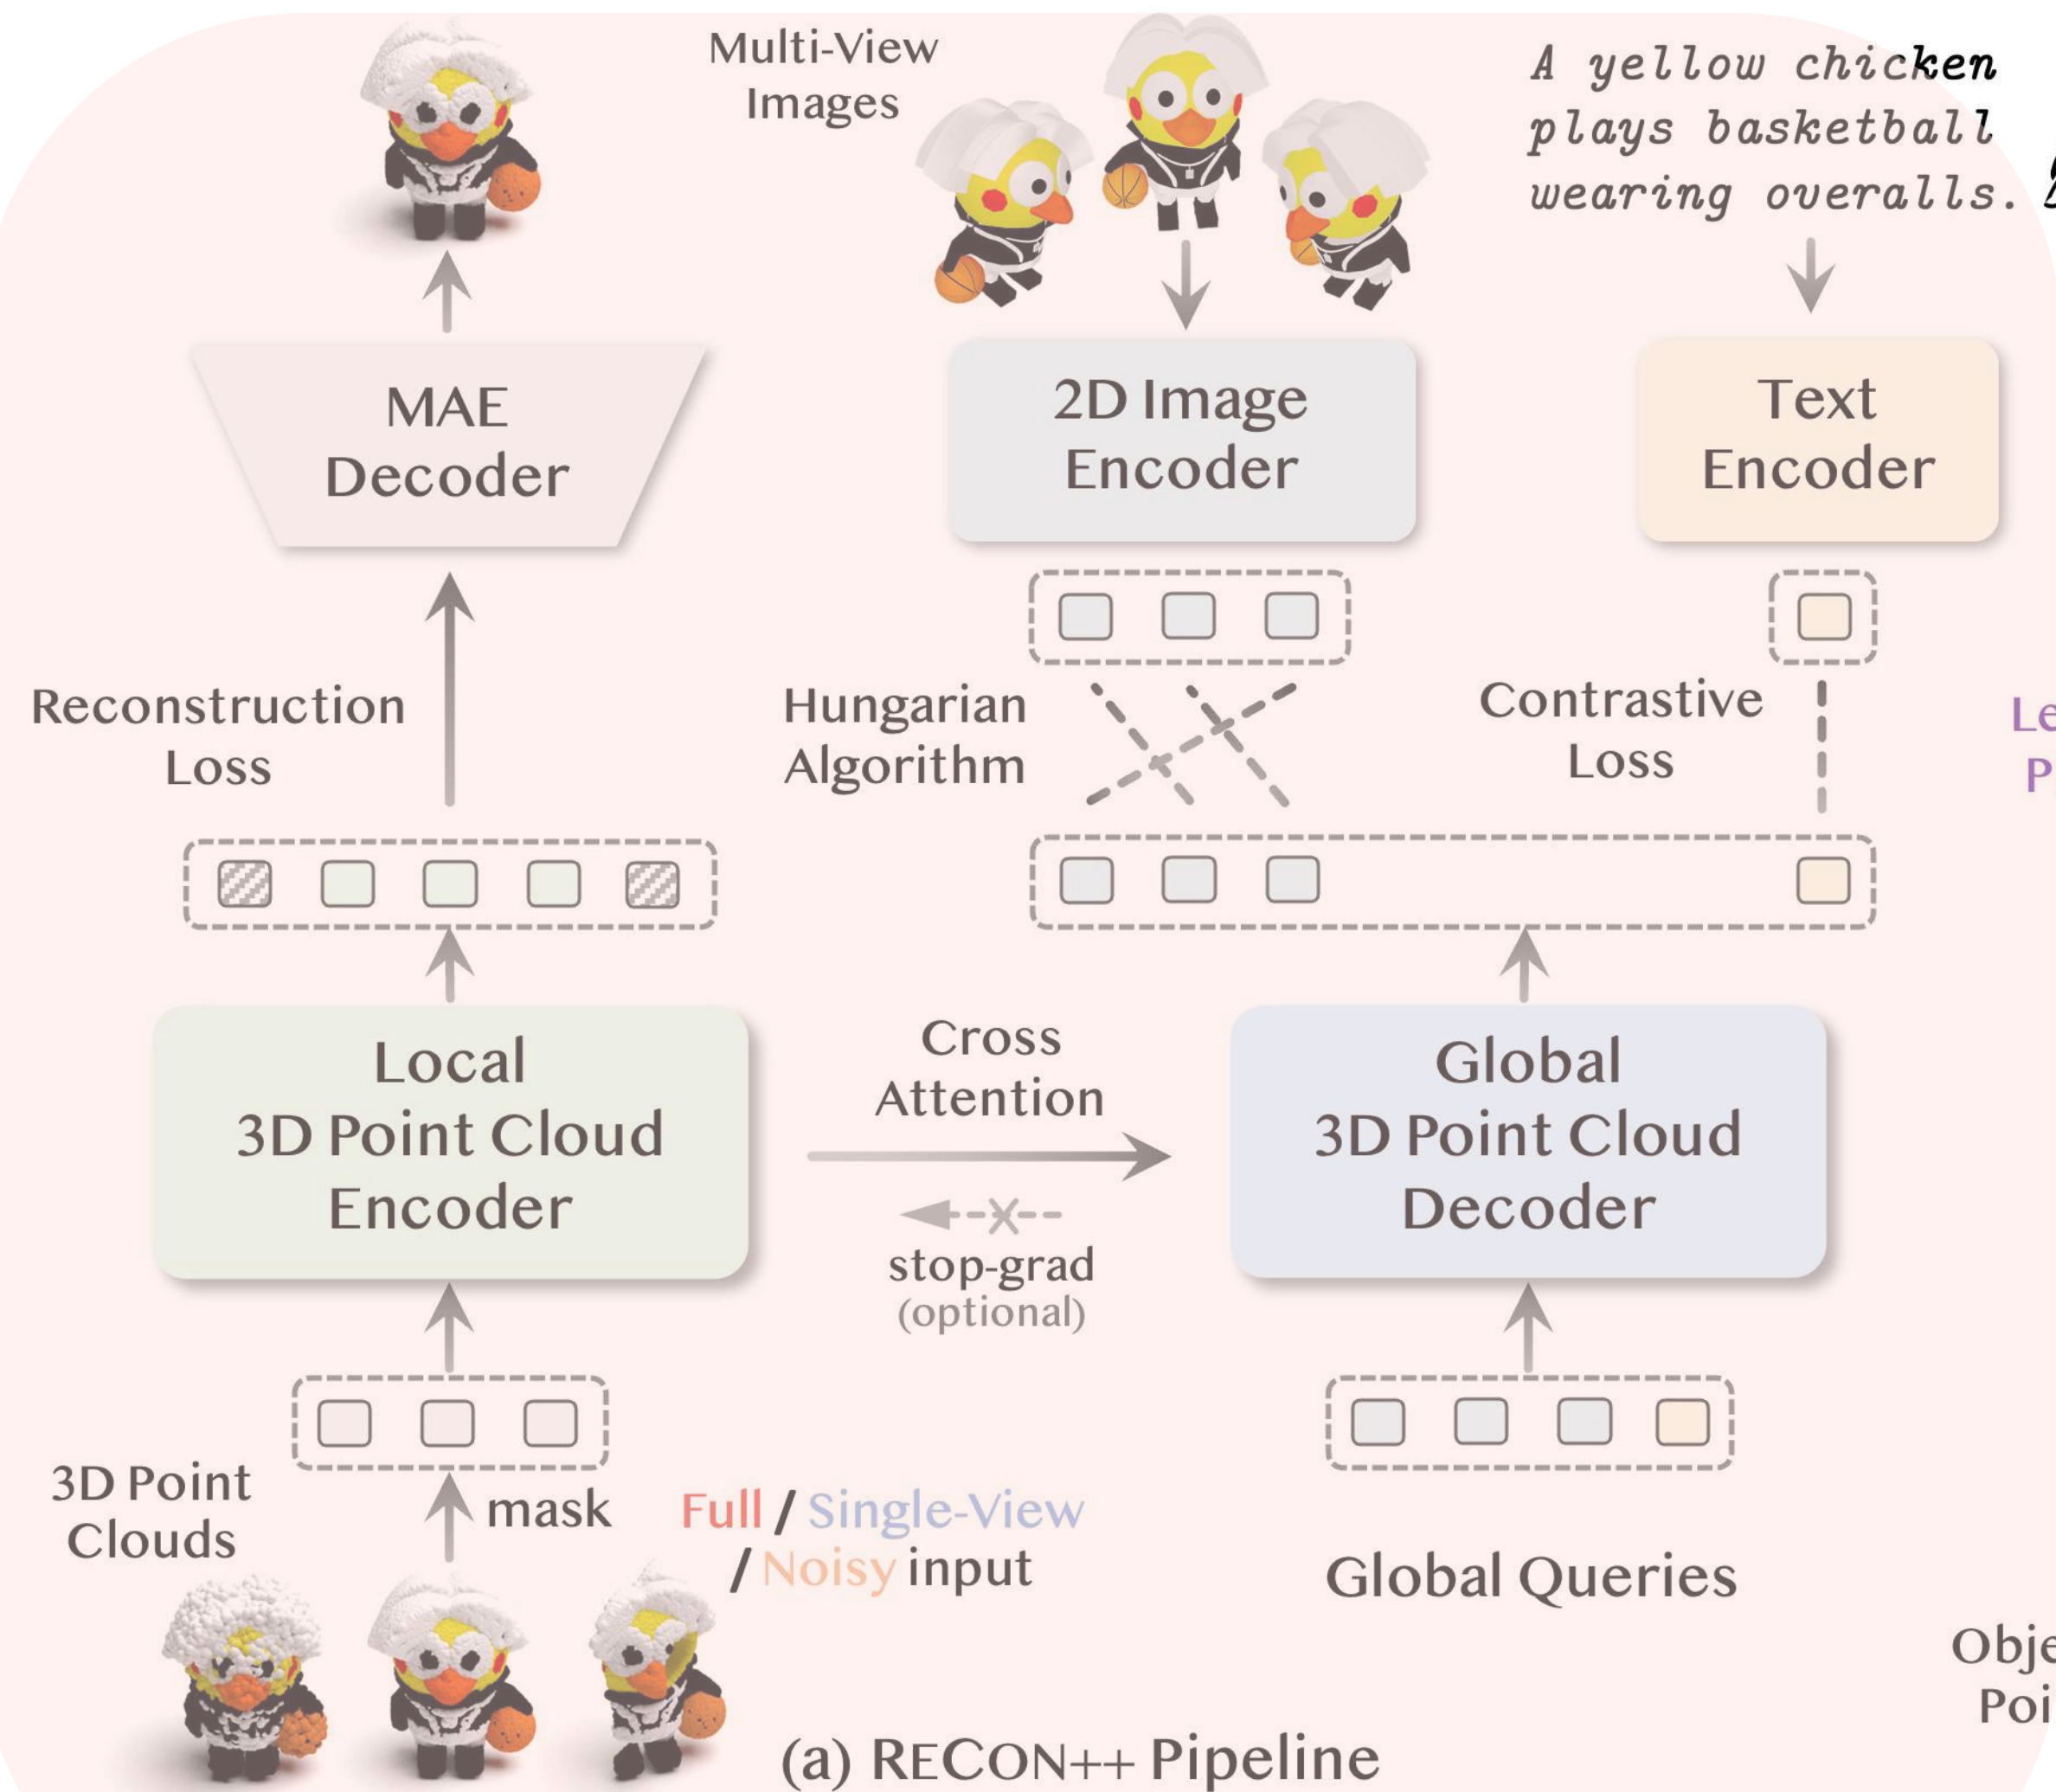 Multi-View
Images
A yellow chicken
plays basketball
wearing overalls.
MAE
Decoder
2D Image
Encoder
Text
Encoder
Reconstruction
Loss
Hungarian
Algorithm
Contrastive
Loss
Local
3D Point Cloud
Encoder
Cross
Attention
stop-grad
(optional)
Global
3D Point Cloud
Decoder
3D Point
Clouds
mask
Full / Single-View
/ Noisy input
Global Queries
(a) RECON++ Pipeline